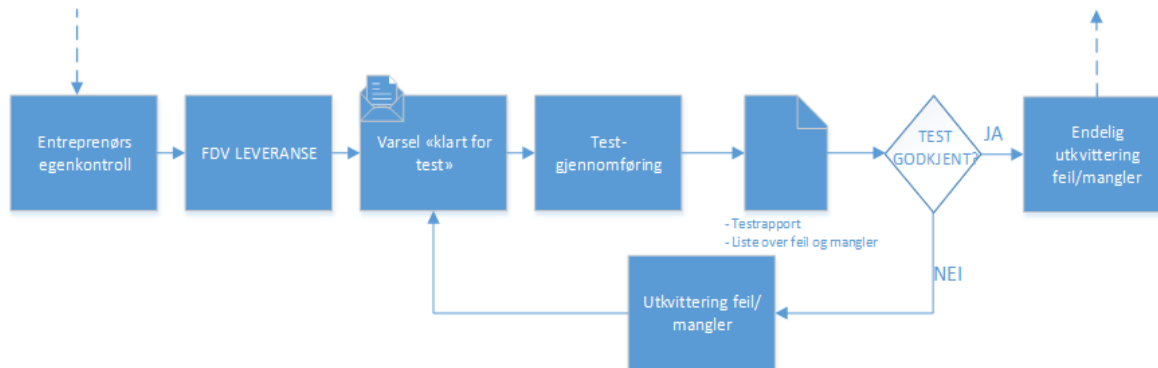 Entreprenørs
egenkontroll
FDV LEVERANSE
Varsel «klart for
test»
Test-
gjennomføring
- Testrapport
- Liste over feil og mangler
TEST
GODKJENT?
JA
Endelig
utkvittering
feil/mangler
NEI
Utkvittering feil/
mangler